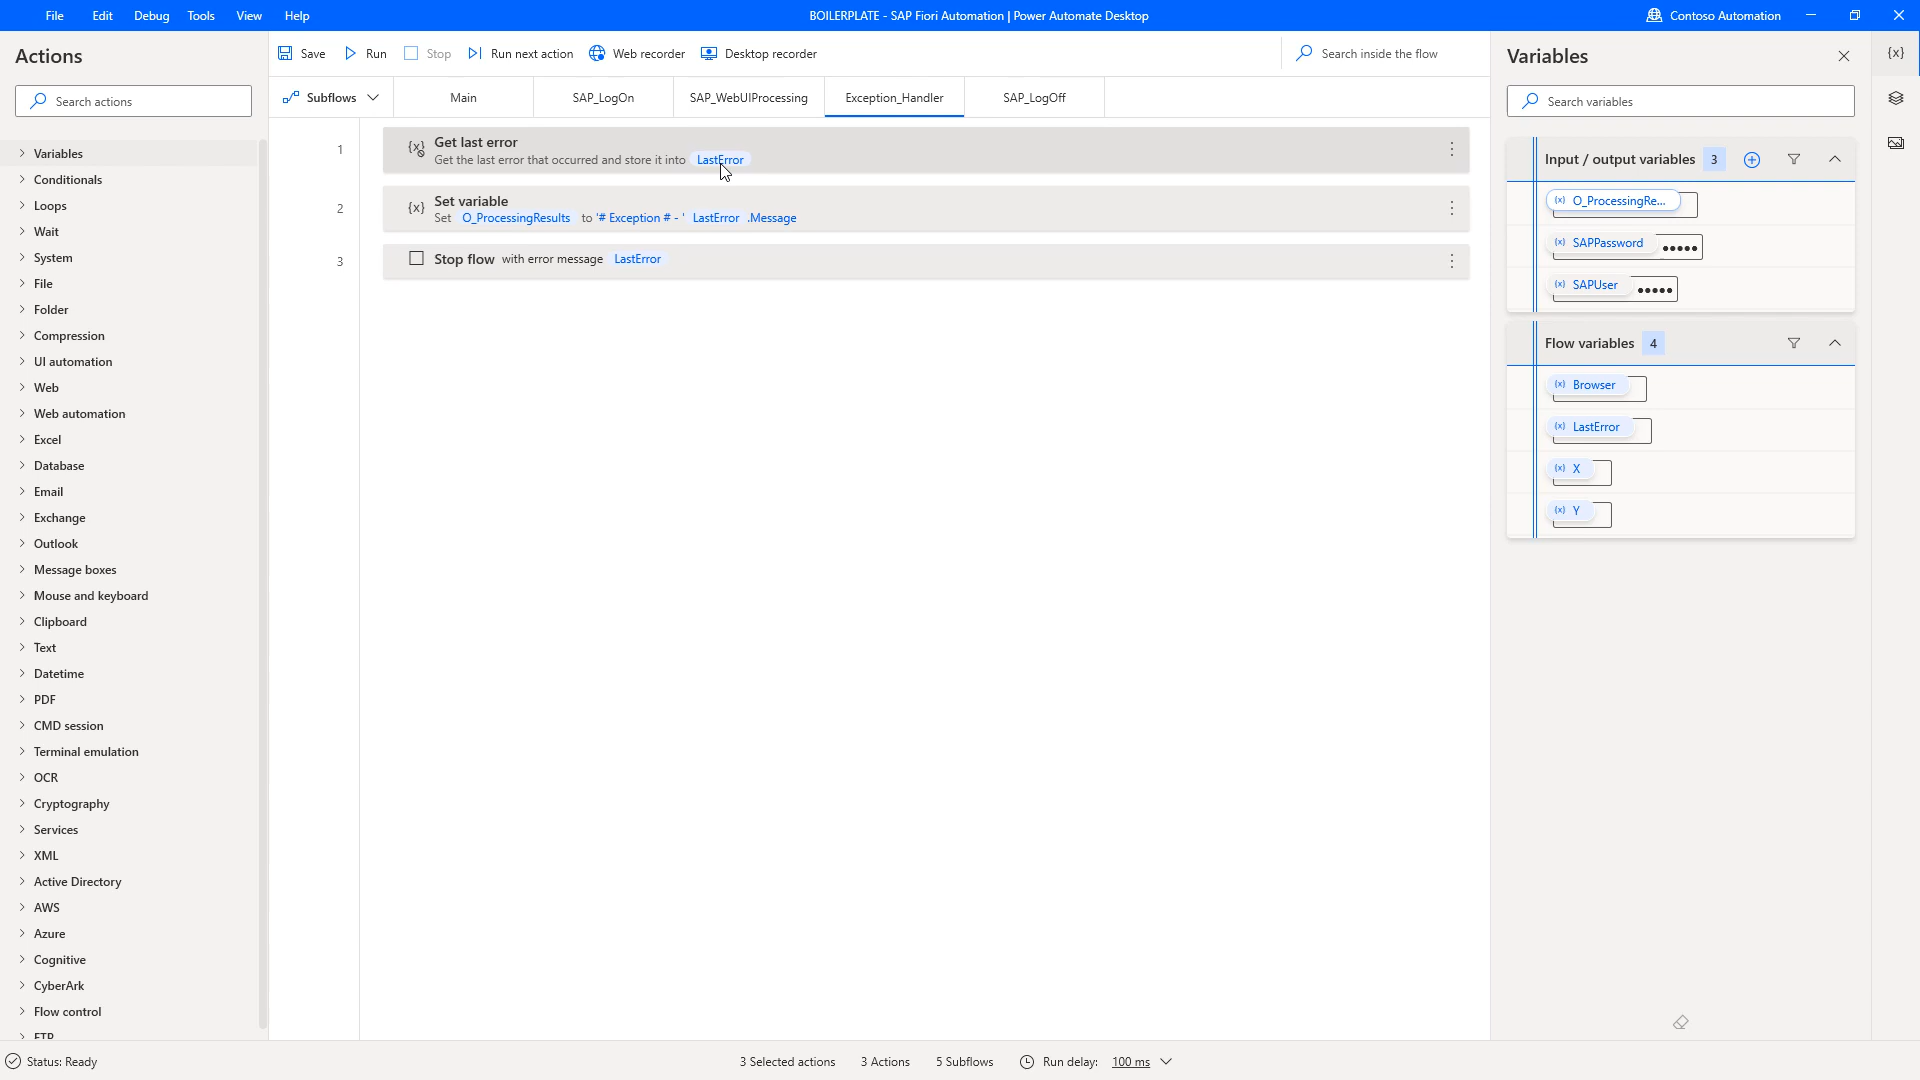 File Edit Debug Tools View Help BOILERPLATE - SAP Fiori Automation | Power Automate Desktop Contoso Automation
Actions
Search actions
Variables
Conditionals
Loops
Wait
System
File
Folder
Compression
UI automation
Web
Web automation
Excel
Database
Email
Exchange
Outlook
Message boxes
Mouse and keyboard
Clipboard
Text
Datetime
PDF
CMD session
Terminal emulation
OCR
Cryptography
Services
XML
Active Directory
AWS
Azure
Cognitive
CyberArk
Flow control
FTP
Save Run Stop Run next action Web recorder Desktop recorder Search inside the flow
Subflows Main SAP_LogOn SAP_WebUIProcessing Exception_Handler SAP_LogOff
1 {x} Get last error
Get the last error that occurred and store it into LastError
2 {x} Set variable
Set O_ProcessingResults to '# Exception # - ' LastError .Message
3 Stop flow with error message LastError
Variables {x}
Search variables
Input / output variables 3
(x) O_ProcessingRe...
(x) SAPPassword •••••
(x) SAPUser •••••
Flow variables 4
(x) Browser
(x) LastError
(x) X
(x) Y
Status: Ready 3 Selected actions 3 Actions 5 Subflows Run delay: 100 ms